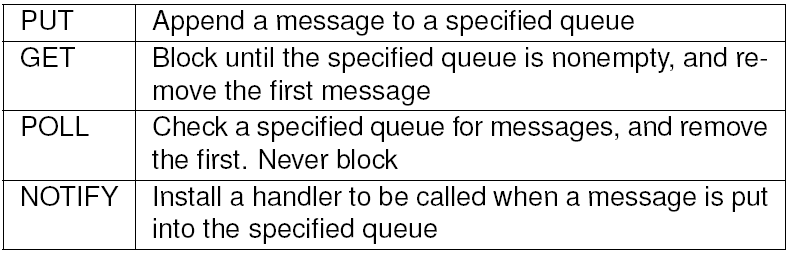 PUT Append a message to a specified queue
GET Block until the specified queue is nonempty, and re-
move the first message
POLL Check a specified queue for messages, and remove
the first. Never block
NOTIFY Install a handler to be called when a message is put
into the specified queue